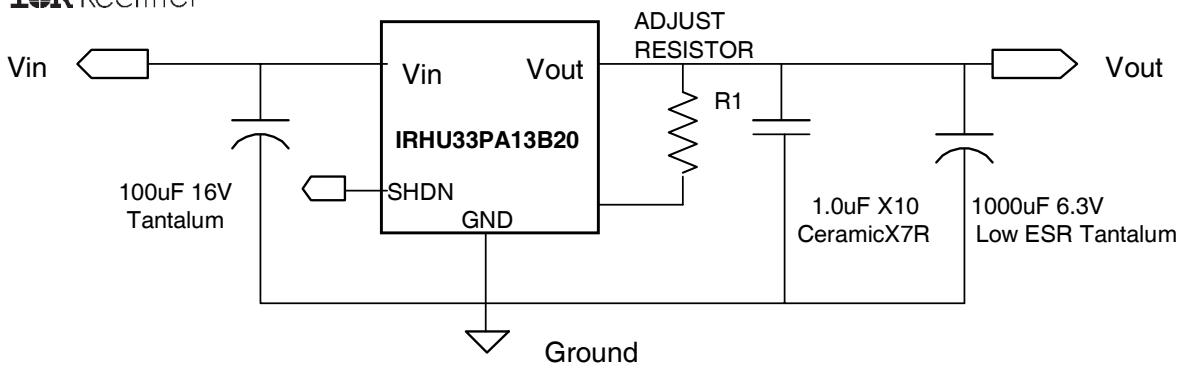 IOR Rectifier
ADJUST
RESISTOR
Vin
Vin
Vout
Vout
R1
IRHU33PA13B20
100uF 16V
Tantalum
SHDN
GND
1.0uF X10
CeramicX7R
1000uF 6.3V
Low ESR Tantalum
Ground